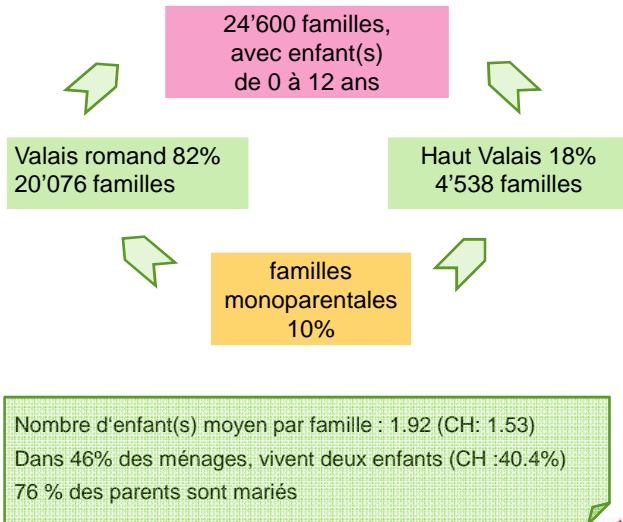 24’600 familles,
avec enfant(s)
de 0 à 12 ans
Valais romand 82%
20’076 familles
Haut Valais 18%
4’538 familles
familles
monoparentales
10%
Nombre d‘enfant(s) moyen par famille : 1.92 (CH: 1.53)
Dans 46% des ménages, vivent deux enfants (CH :40.4%)
76 % des parents sont mariés